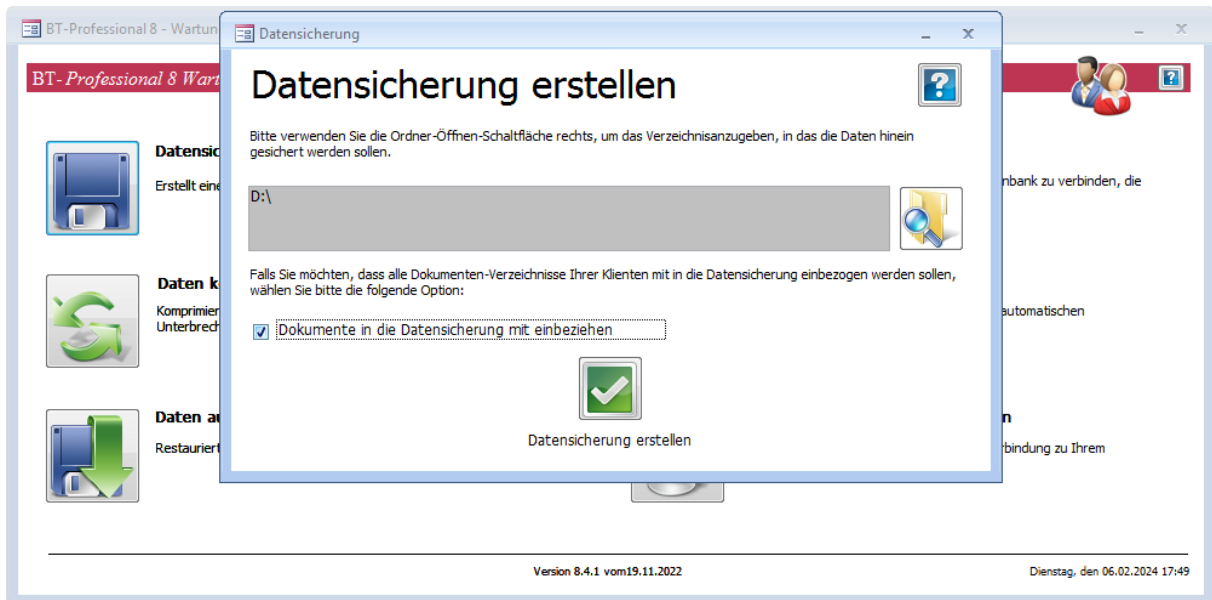 BT-Professional 8 - Wartun
Datensicherung
BT- Professional 8 Wart
Datensicherung erstellen
Bitte verwenden Sie die Ordner-Öffnen-Schaltfläche rechts, um das Verzeichnisanzugeben, in das die Daten hinein
gesichert werden sollen.
Datensic
Erstellt eine
nbank zu verbinden, die
D:\
Falls Sie möchten, dass alle Dokumenten-Verzeichnisse Ihrer Klienten mit in die Datensicherung einbezogen werden sollen,
wählen Sie bitte die folgende Option:
Daten k
Komprimier
Unterbrech
automatischen
Dokumente in die Datensicherung mit einbeziehen
Datensicherung erstellen
Daten au
Restauriert
n
rbindung zu Ihrem
Version 8.4.1 vom19.11.2022
Dienstag, den 06.02.2024 17:49